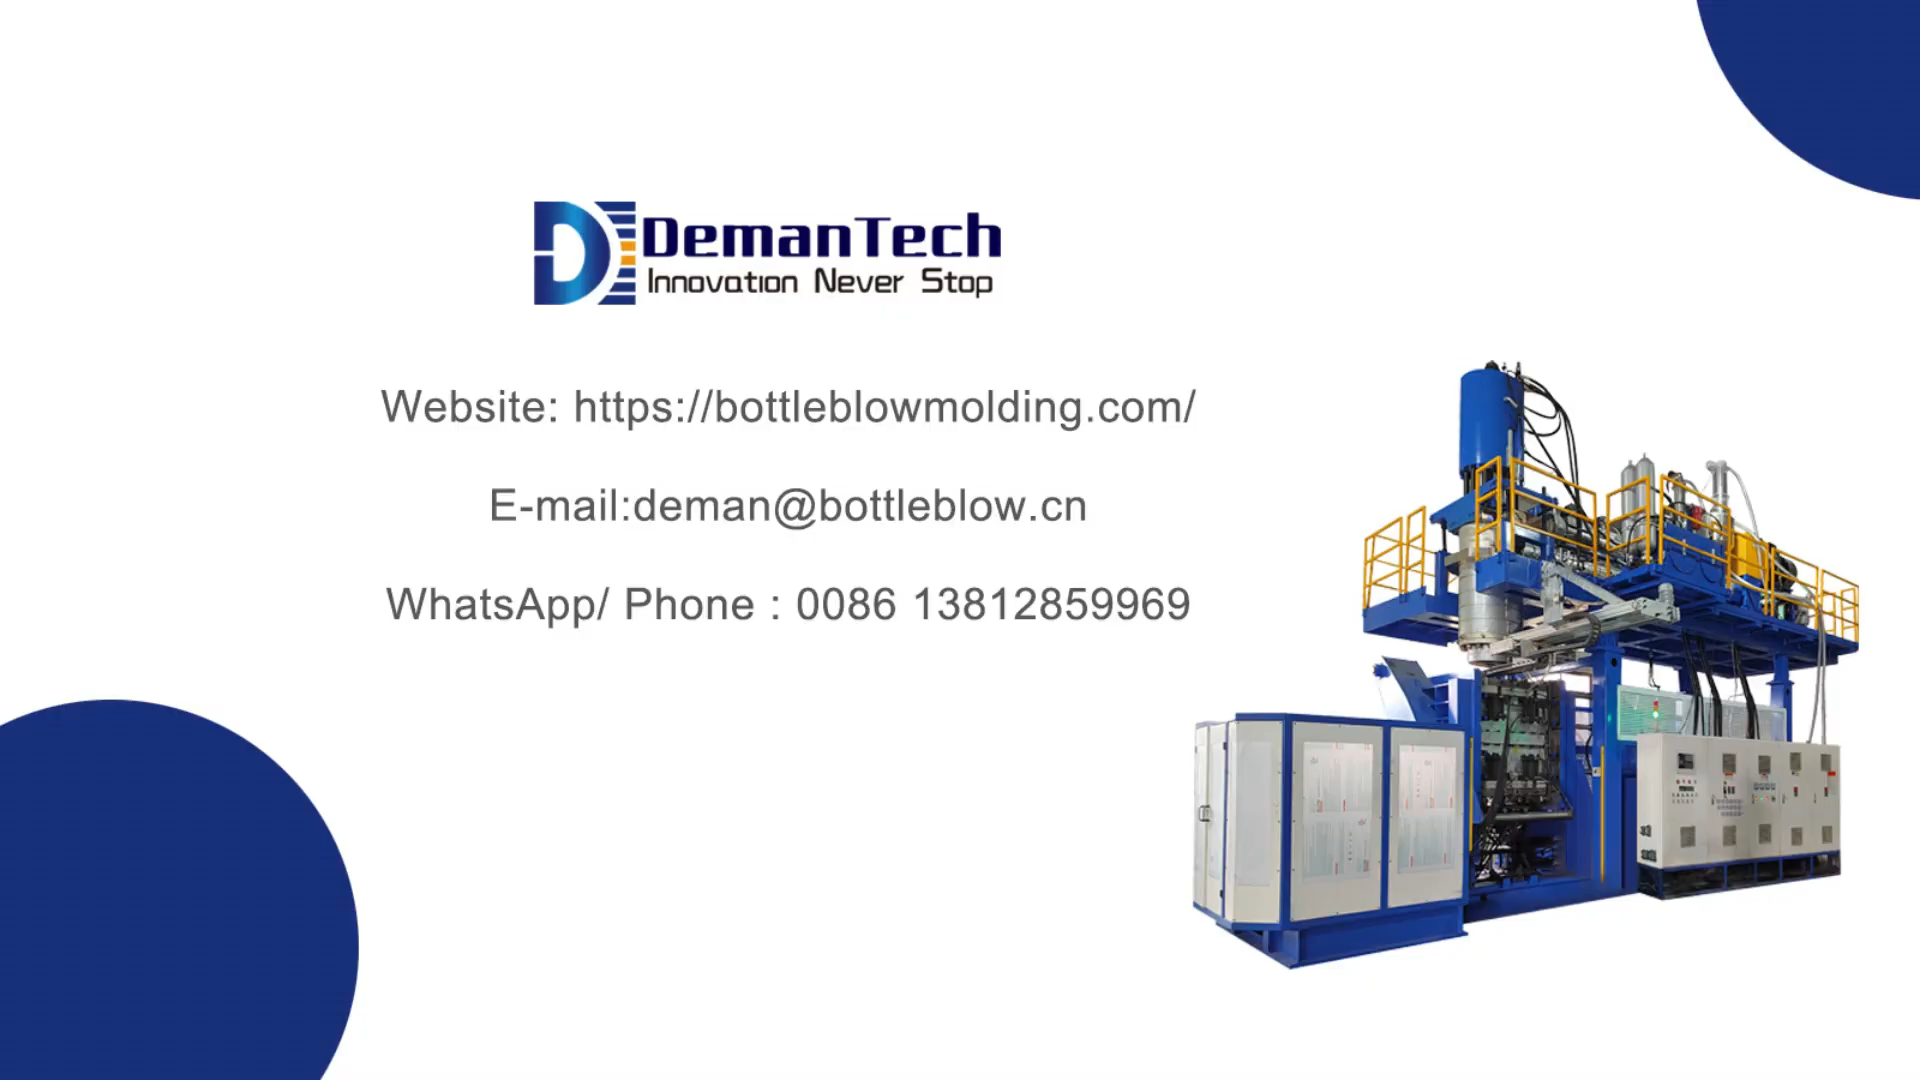 DemanTech
Innovation Never Stop
Website: https://bottleblowmolding.com/
E-mail:deman@bottleblow.cn
WhatsApp/ Phone : 0086 13812859969